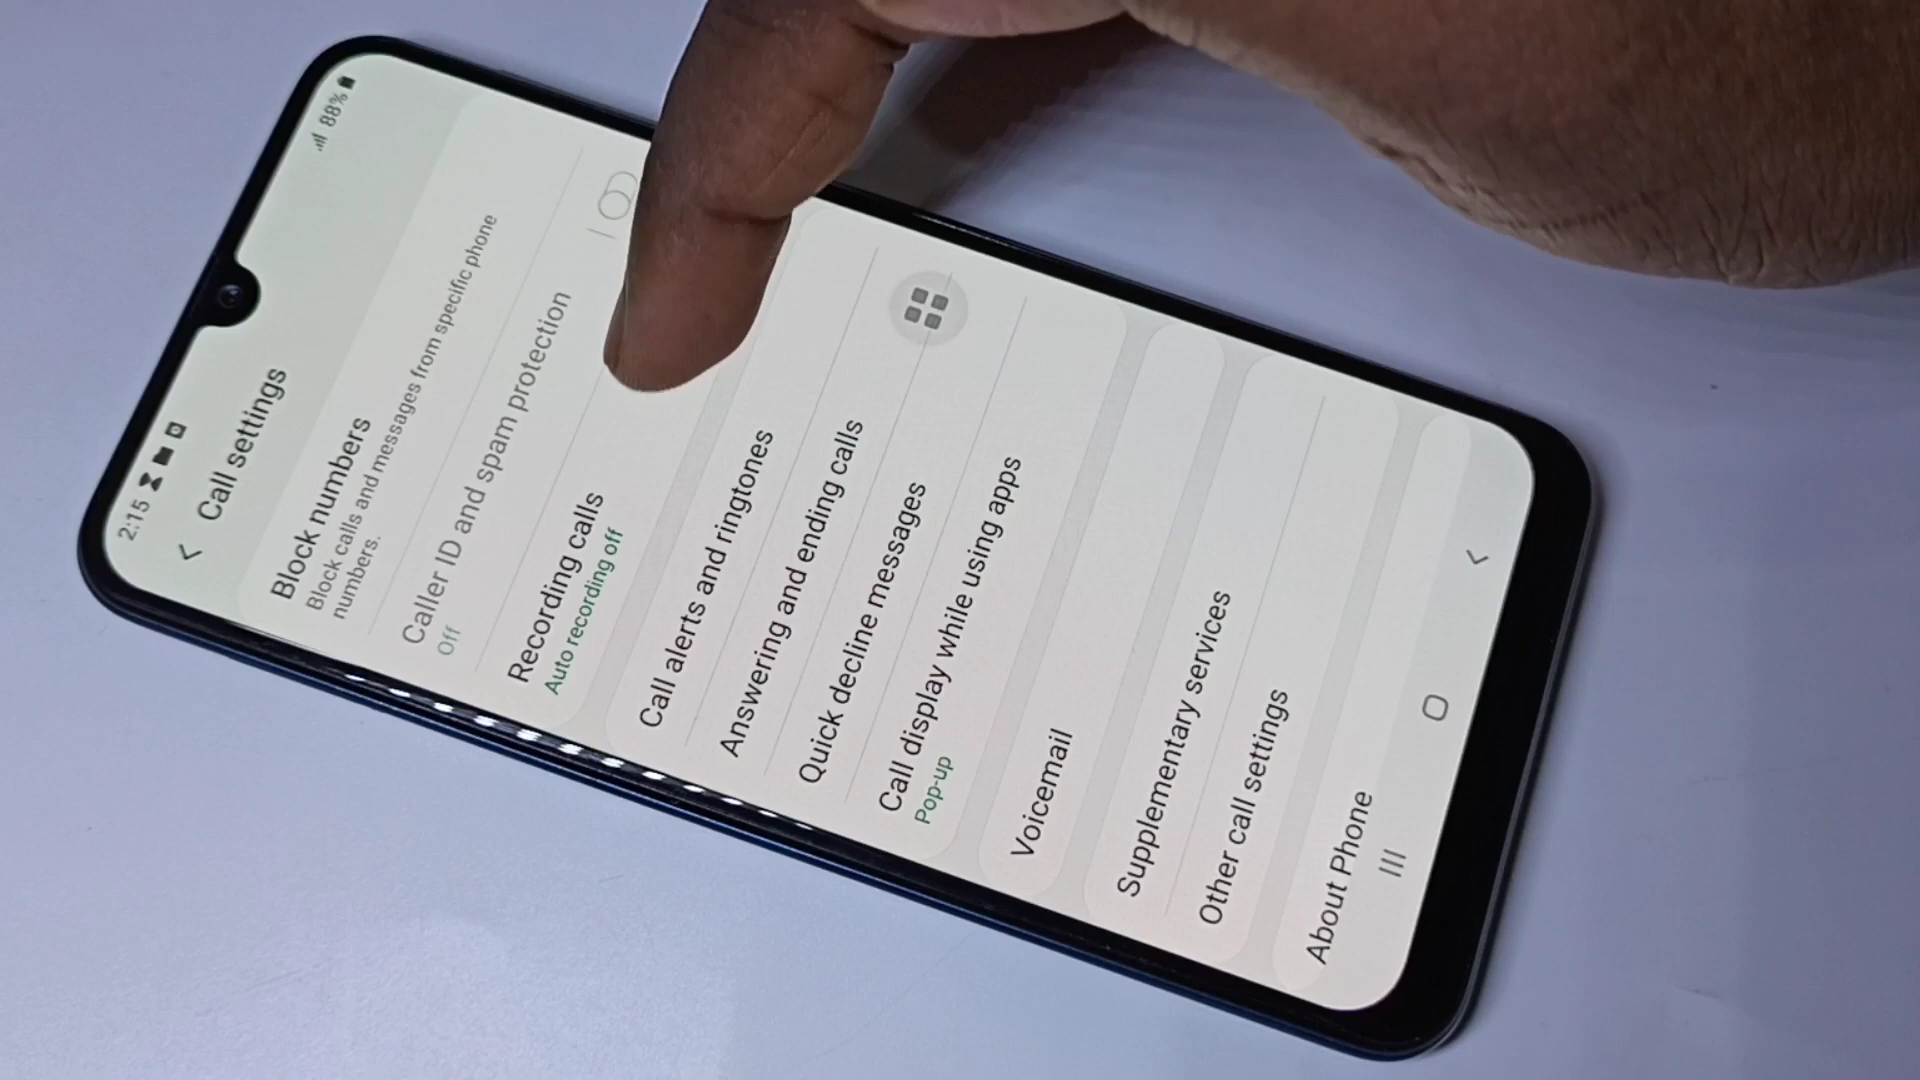 2:15 88%
Call settings
Block numbers
Block calls and messages from specific phone
numbers.
Caller ID and spam protection
Off
Recording calls
Auto recording off
Call alerts and ringtones
Answering and ending calls
Quick decline messages
Call display while using apps
Pop-up
Voicemail
Supplementary services
Other call settings
About Phone